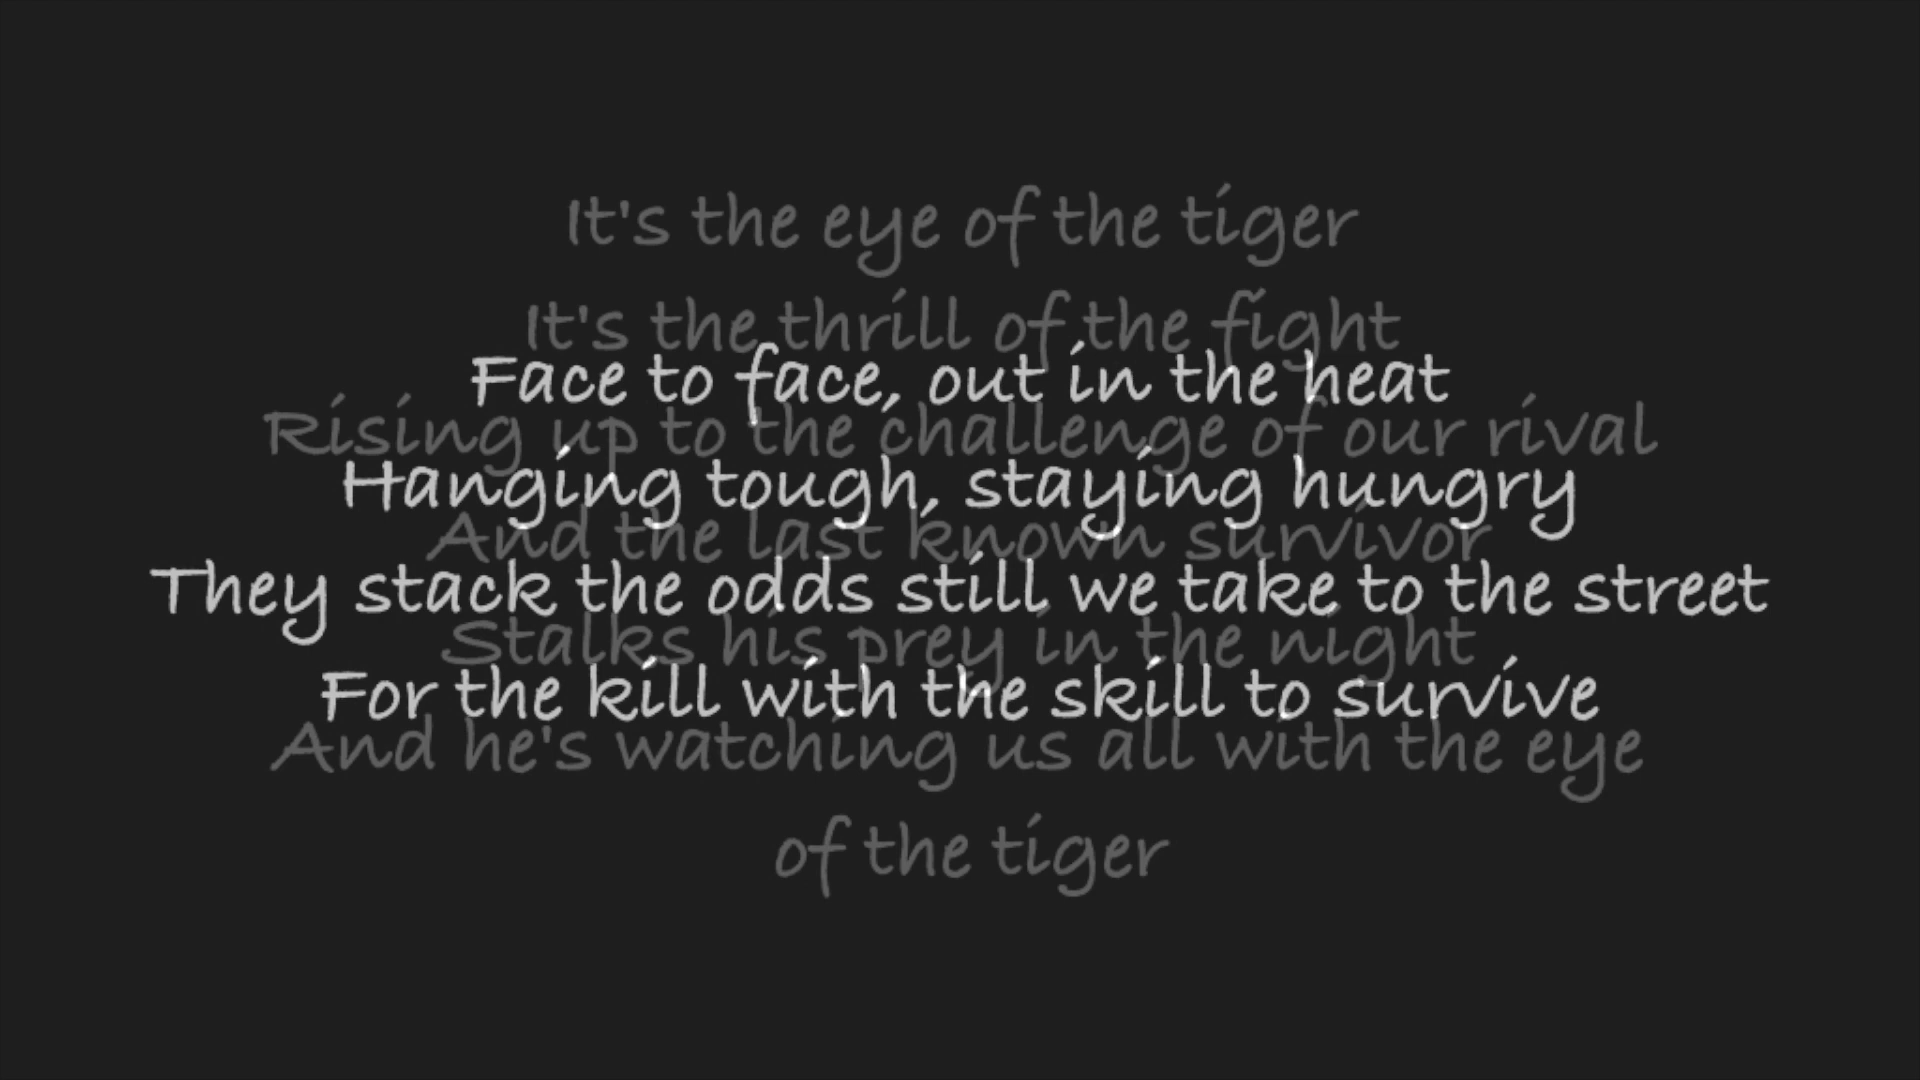 It's the eye of the tiger
It's the thrill of the fight
Face to face, out in the heat
Rising up to the challenge of our rival
Hanging tough, staying hungry
And the last known survivor
They stack the odds still we take to the street
Stalks his prey in the night
For the kill with the skill to survive
And he's watching us all with the eye
of the tiger